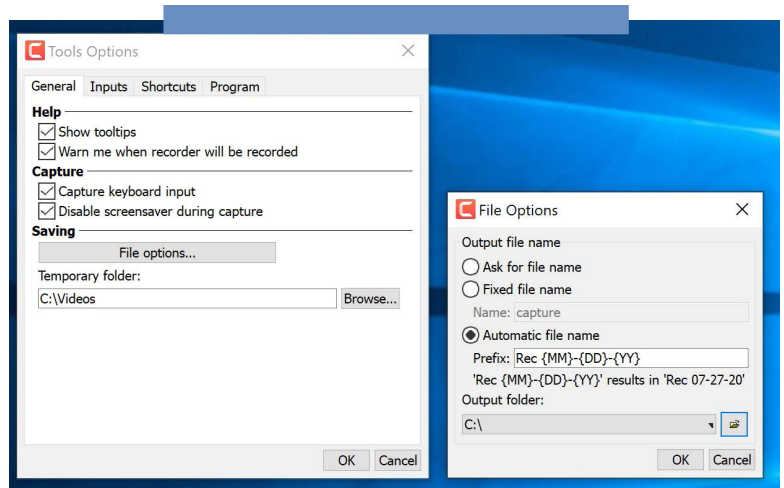 Tools Options
General Inputs Shortcuts Program
Help
Show tooltips
Warn me when recorder will be recorded
Capture
Capture keyboard input
Disable screensaver during capture
Saving
File options...
Temporary folder:
C:\Videos Browse...
OK Cancel
File Options
Output file name
Ask for file name
Fixed file name
Name: capture
Automatic file name
Prefix: Rec {MM}-{DD}-{YY}
'Rec {MM}-{DD}-{YY}' results in 'Rec 07-27-20'
Output folder:
C:\
OK Cancel